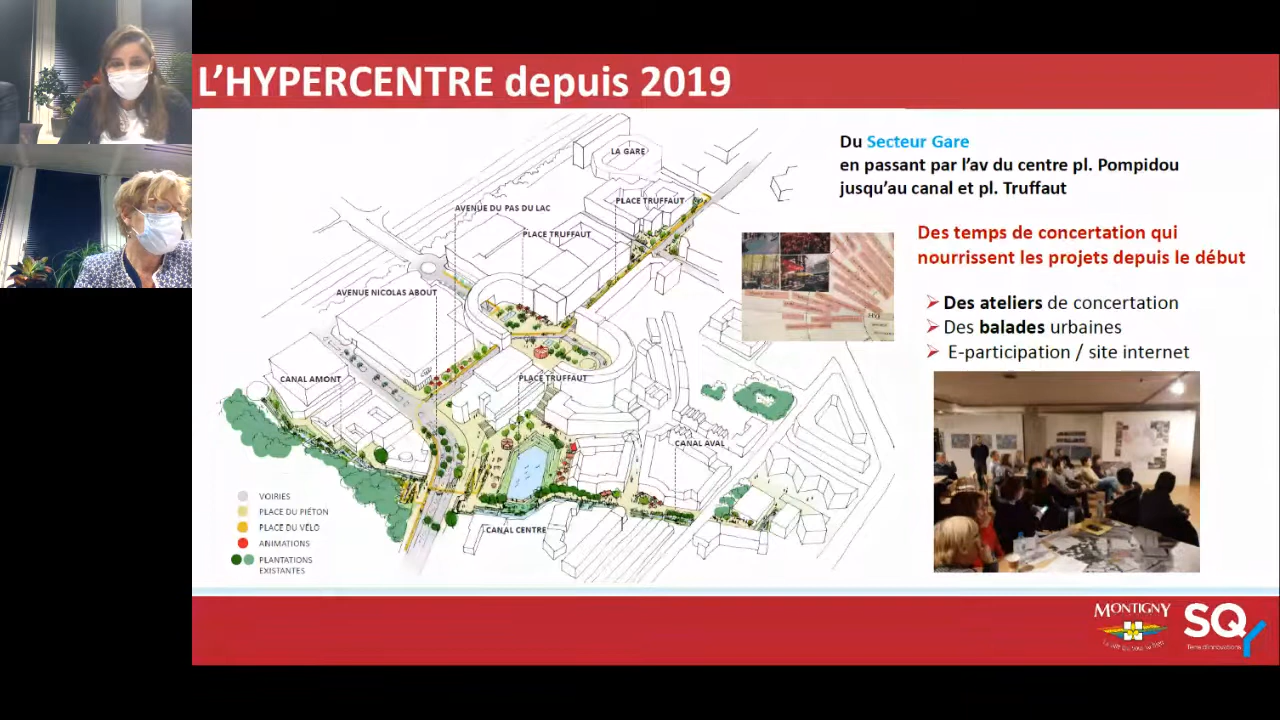 L'HYPERCENTRE depuis 2019
LA GARE
PLACE TRUFFAUT
AVENUE DU PAS DU LAC
PLACE TRUFFAUT
AVENUE NICOLAS ABOUT
CANAL AMONT
PLACE TRUFFAUT
CANAL AVAL
CANAL CENTRE
VOIRIES
PLACE DU PIÉTON
PLACE DU VÉLO
ANIMATIONS
PLANTATIONS
EXISTANTES
Du Secteur Gare
en passant par l'av du centre pl. Pompidou
jusqu'au canal et pl. Truffaut
Des temps de concertation qui
nourrissent les projets depuis le début
➢ Des ateliers de concertation
➢ Des balades urbaines
➢ E-participation / site internet
MONTIGNY
SQY
Terre d'innovations